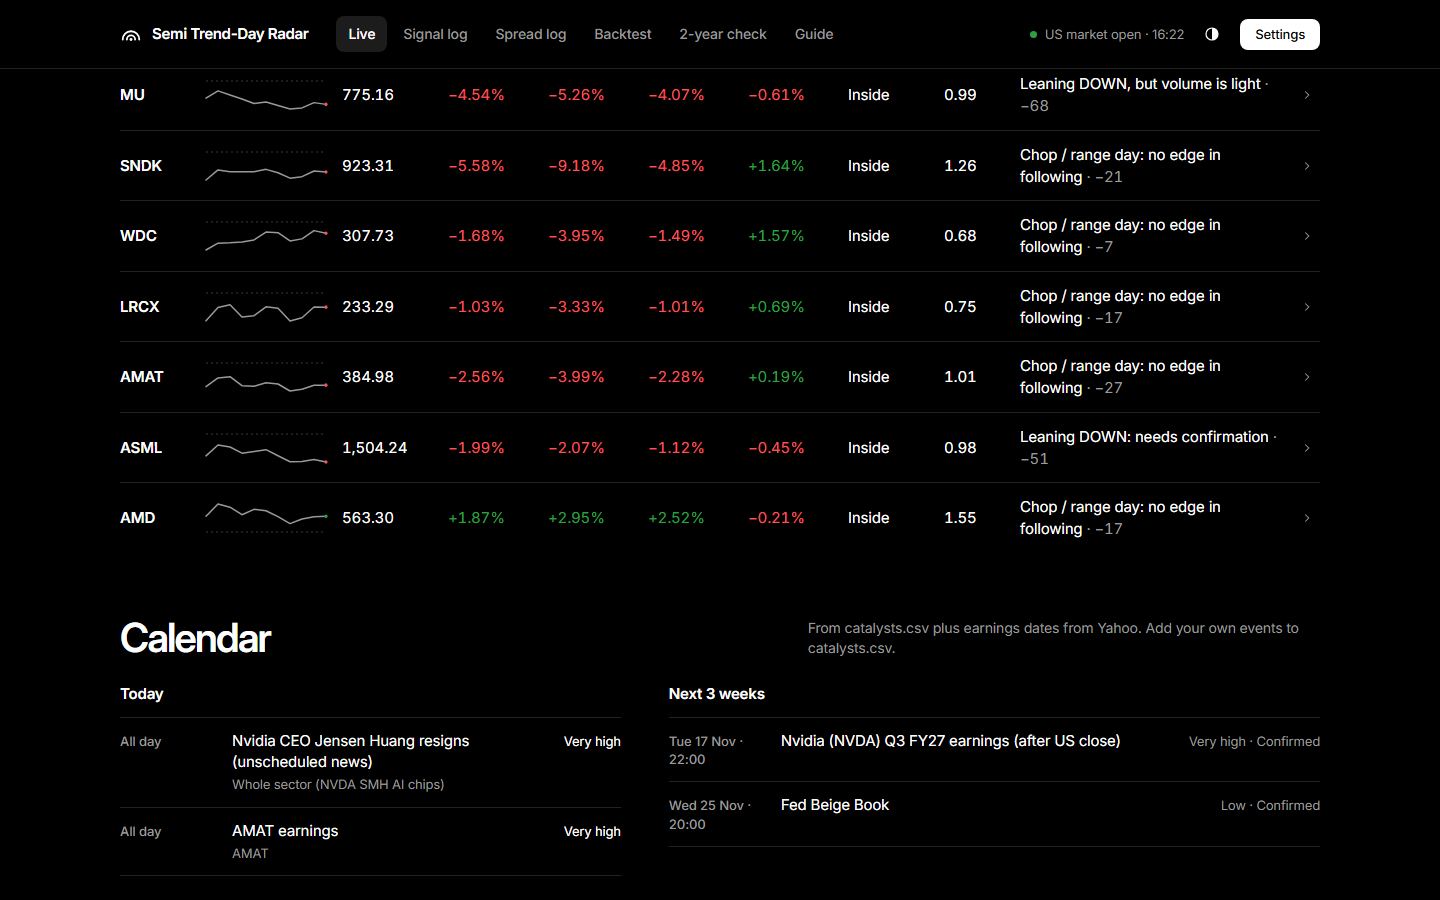 Semi Trend-Day Radar Live Signal log Spread log Backtest 2-year check Guide US market open · 16:22 Settings
MU 775.16 −4.54% −5.26% −4.07% −0.61% Inside 0.99 Leaning DOWN, but volume is light ·
−68
SNDK 923.31 −5.58% −9.18% −4.85% +1.64% Inside 1.26 Chop / range day: no edge in
following · −21
WDC 307.73 −1.68% −3.95% −1.49% +1.57% Inside 0.68 Chop / range day: no edge in
following · −7
LRCX 233.29 −1.03% −3.33% −1.01% +0.69% Inside 0.75 Chop / range day: no edge in
following · −17
AMAT 384.98 −2.56% −3.99% −2.28% +0.19% Inside 1.01 Chop / range day: no edge in
following · −27
ASML 1,504.24 −1.99% −2.07% −1.12% −0.45% Inside 0.98 Leaning DOWN: needs confirmation ·
−51
AMD 563.30 +1.87% +2.95% +2.52% −0.21% Inside 1.55 Chop / range day: no edge in
following · −17
Calendar
From catalysts.csv plus earnings dates from Yahoo. Add your own events to
catalysts.csv.
Today
All day Nvidia CEO Jensen Huang resigns Very high
(unscheduled news)
Whole sector (NVDA SMH AI chips)
All day AMAT earnings Very high
AMAT
Next 3 weeks
Tue 17 Nov · Nvidia (NVDA) Q3 FY27 earnings (after US close) Very high · Confirmed
22:00
Wed 25 Nov · Fed Beige Book Low · Confirmed
20:00